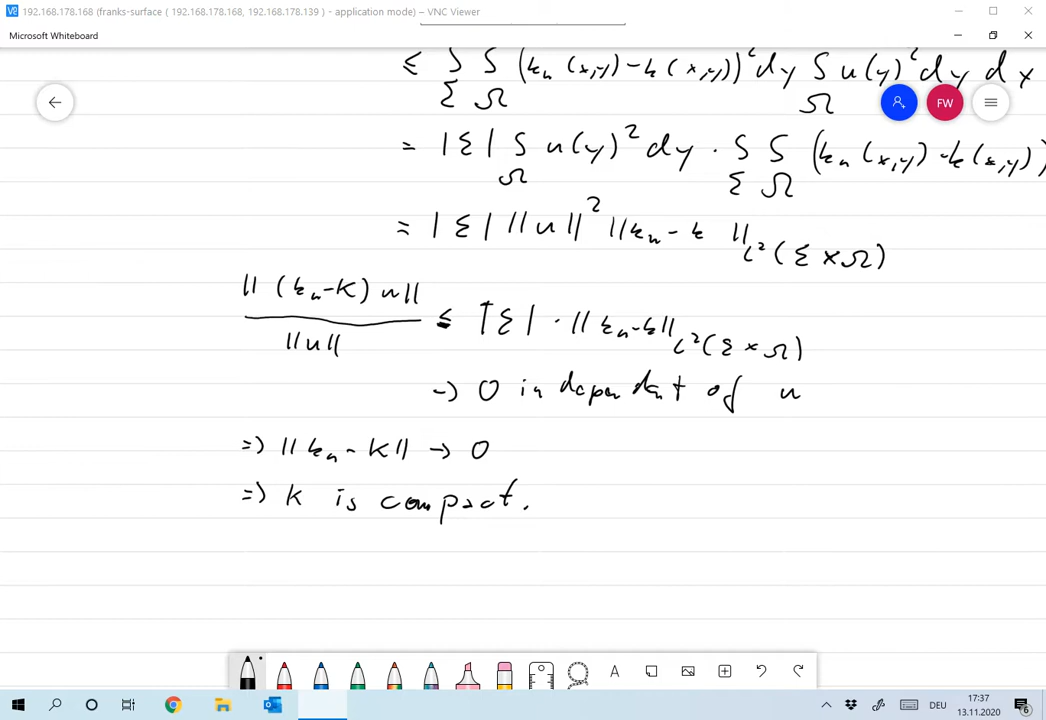 192.168.178.168 (franks-surface ( 192.168.178.168, 192.168.178.139 ) - application mode) – VNC Viewer
Microsoft Whiteboard
FW
≤ ∫ ∫ (kn (x,y) - k (x,y))² dy ∫ u(y)² dy dx
Σ Ω Ω
= |Σ| ∫ u(y)² dy · ∫ ∫ (kn (x,y) - k(x,y))
Ω Σ Ω
= |Σ| ||u||² ||kn - k ||L²(Σ × Ω)
|| (kn - K) u|| / ||u|| ≤ |Σ| · ||kn - k||L²(Σ × Ω)
→ 0 independent of u
=> ||kn - K|| → 0
=> K is compact.
A
DEU
17:37
13.11.2020
6